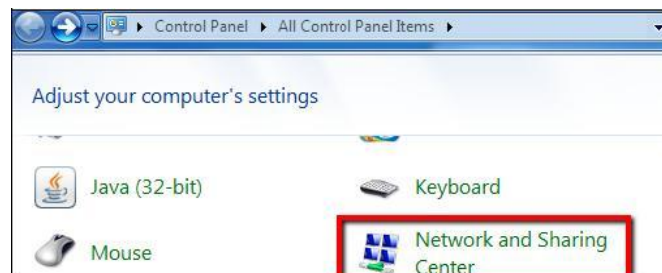 Control Panel ▸ All Control Panel Items ▸
Adjust your computer's settings
Java (32-bit)
Keyboard
Mouse
Network and Sharing
Center